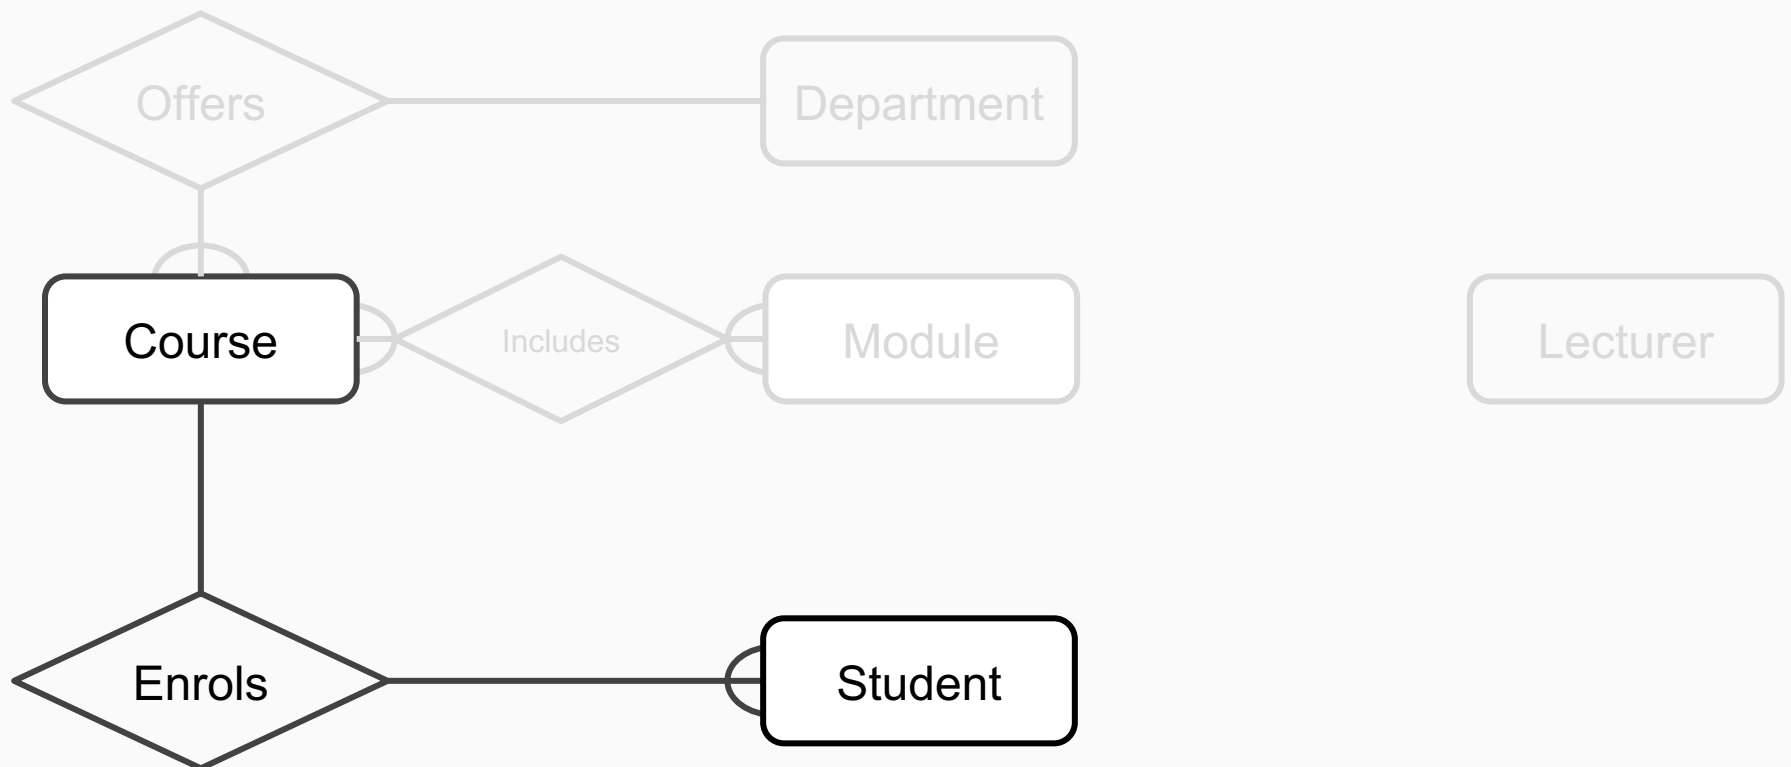 Offers
Department
Course
Includes
Module
Lecturer
Enrols
Student